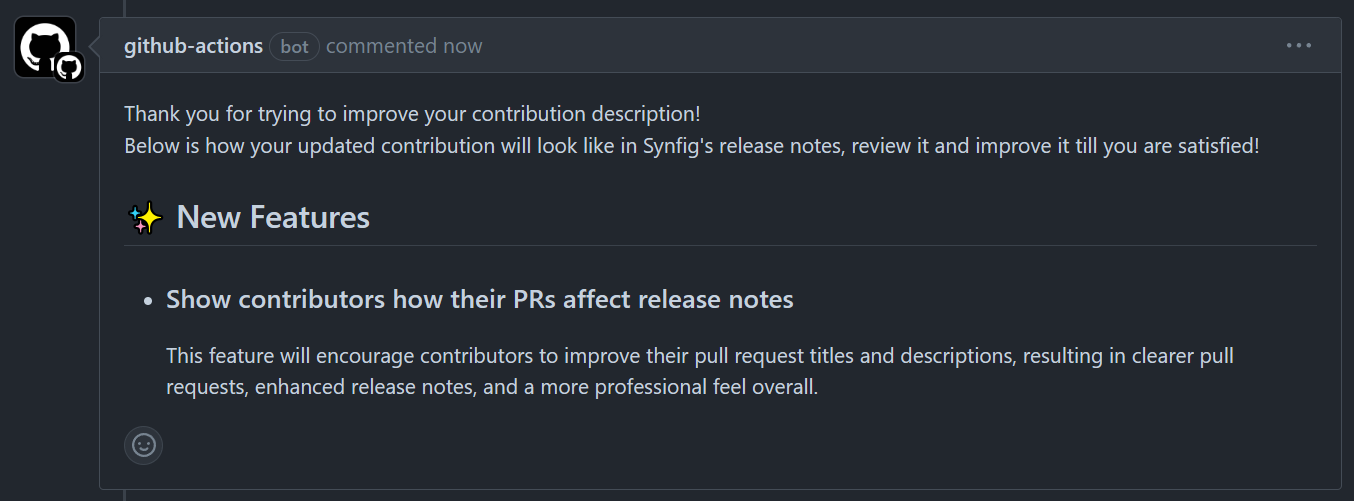 github-actions bot commented now
Thank you for trying to improve your contribution description!
Below is how your updated contribution will look like in Synfig's release notes, review it and improve it till you are satisfied!
✨ New Features
• Show contributors how their PRs affect release notes
This feature will encourage contributors to improve their pull request titles and descriptions, resulting in clearer pull
requests, enhanced release notes, and a more professional feel overall.